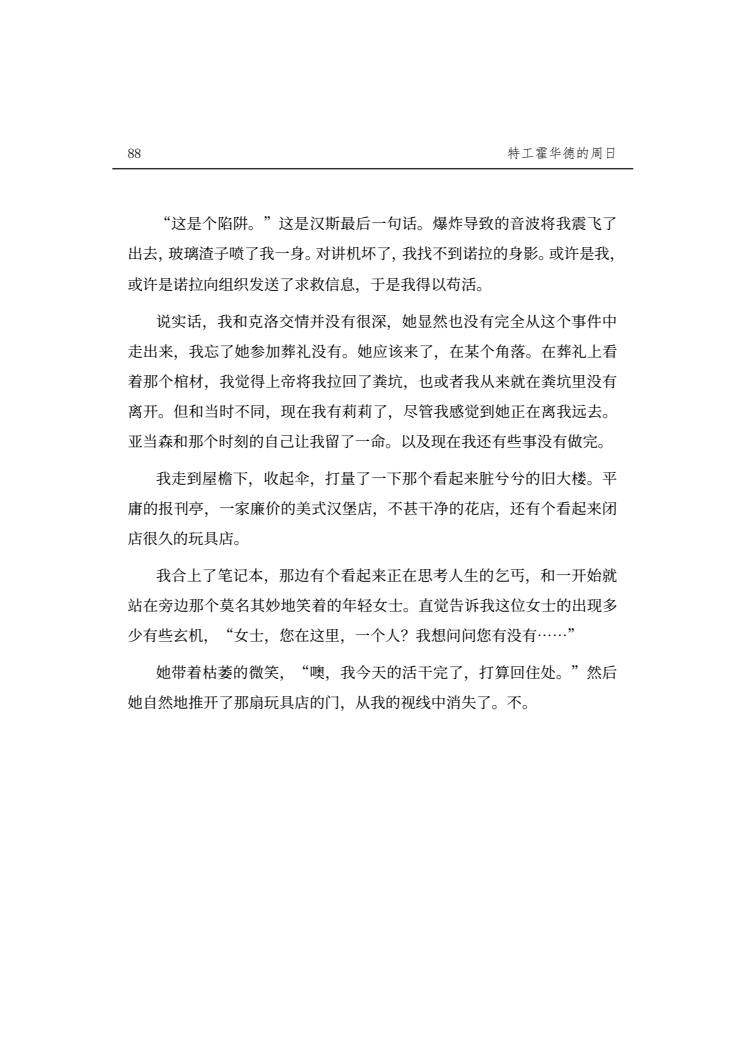 88
特工霍华德的周日
“这是个陷阱。”这是汉斯最后一句话。爆炸导致的音波将我震飞了
出去，玻璃渣子喷了我一身。对讲机坏了，我找不到诺拉的身影。或许是我，
或许是诺拉向组织发送了求救信息，于是我得以苟活。
说实话，我和克洛交情并没有很深，她显然也没有完全从这个事件中
走出来，我忘了她参加葬礼没有。她应该来了，在某个角落。在葬礼上看
着那个棺材，我觉得上帝将我拉回了粪坑，也或者我从来就在粪坑里没有
离开。但和当时不同，现在我有莉莉了，尽管我感觉到她正在离我远去。
亚当森和那个时刻的自己让我留了一命。以及现在我还有些事没有做完。
我走到屋檐下，收起伞，打量了一下那个看起来脏兮兮的旧大楼。平
庸的报刊亭，一家廉价的美式汉堡店，不甚干净的花店，还有个看起来闭
店很久的玩具店。
我合上了笔记本，那边有个看起来正在思考人生的乞丐，和一开始就
站在旁边那个莫名其妙地笑着的年轻女士。直觉告诉我这位女士的出现多
少有些玄机，“女士，您在这里，一个人？我想问问您有没有……”
她带着枯萎的微笑，“噢，我今天的活干完了，打算回住处。”然后
她自然地推开了那扇玩具店的门，从我的视线中消失了。不。